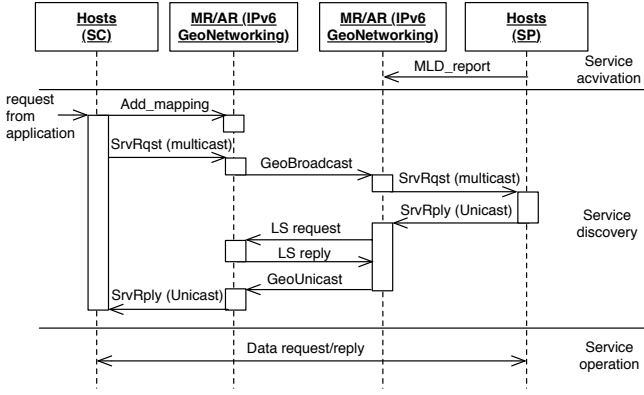 Hosts
(SC)
MR/AR (IPv6
GeoNetworking)
MR/AR (IPv6
GeoNetworking)
Hosts
(SP)
MLD_report
Service
acvivation
request
from
application
Add_mapping
SrvRqst (multicast)
GeoBroadcast
SrvRqst (multicast)
SrvRply (Unicast)
LS request
LS reply
GeoUnicast
SrvRply (Unicast)
Service
discovery
Data request/reply
Service
operation